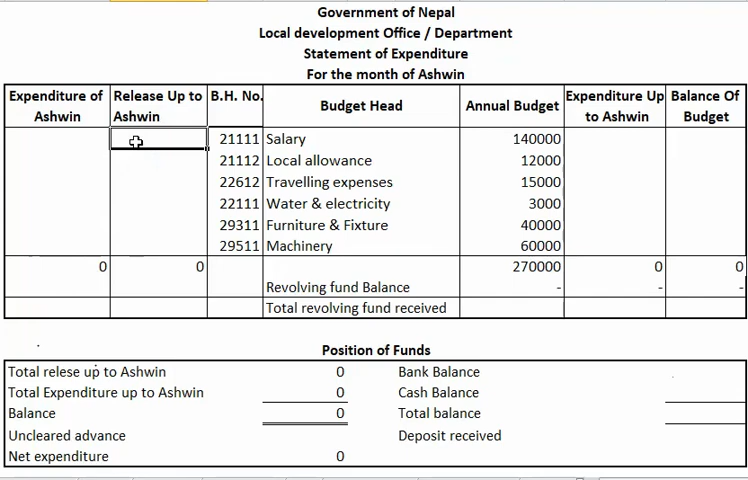 Government of Nepal
Local development Office / Department
Statement of Expenditure
For the month of Ashwin
Expenditure of Ashwin Release Up to Ashwin B.H. No. Budget Head Annual Budget Expenditure Up to Ashwin Balance Of Budget
21111 Salary 140000
21112 Local allowance 12000
22612 Travelling expenses 15000
22111 Water & electricity 3000
29311 Furniture & Fixture 40000
29511 Machinery 60000
0 0 270000 0 0
Revolving fund Balance - - -
Total revolving fund received
Position of Funds
Total relese up to Ashwin 0 Bank Balance
Total Expenditure up to Ashwin 0 Cash Balance
Balance 0 Total balance
Uncleared advance Deposit received
Net expenditure 0